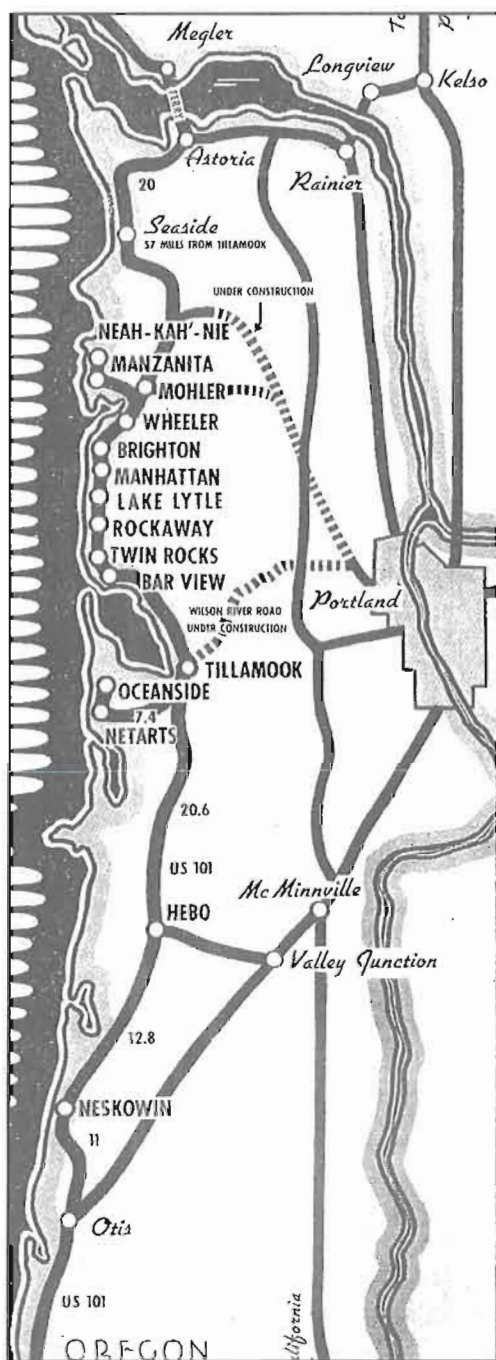 Megler
Longview
Kelso
FERRY
Astoria
Rainier
20
Seaside
57 MILES FROM TILLAMOOK
UNDER CONSTRUCTION
NEAH-KAH'-NIE
MANZANITA
MOHLER
WHEELER
BRIGHTON
MANHATTAN
LAKE LYTLE
ROCKAWAY
TWIN ROCKS
BAR VIEW
Portland
WILSON RIVER ROAD
UNDER CONSTRUCTION
TILLAMOOK
OCEANSIDE
7.4
NETARTS
20.6
US 101
Mc Minnville
HEBO
Valley Junction
12.8
NESKOWIN
11
Otis
US 101
OREGON